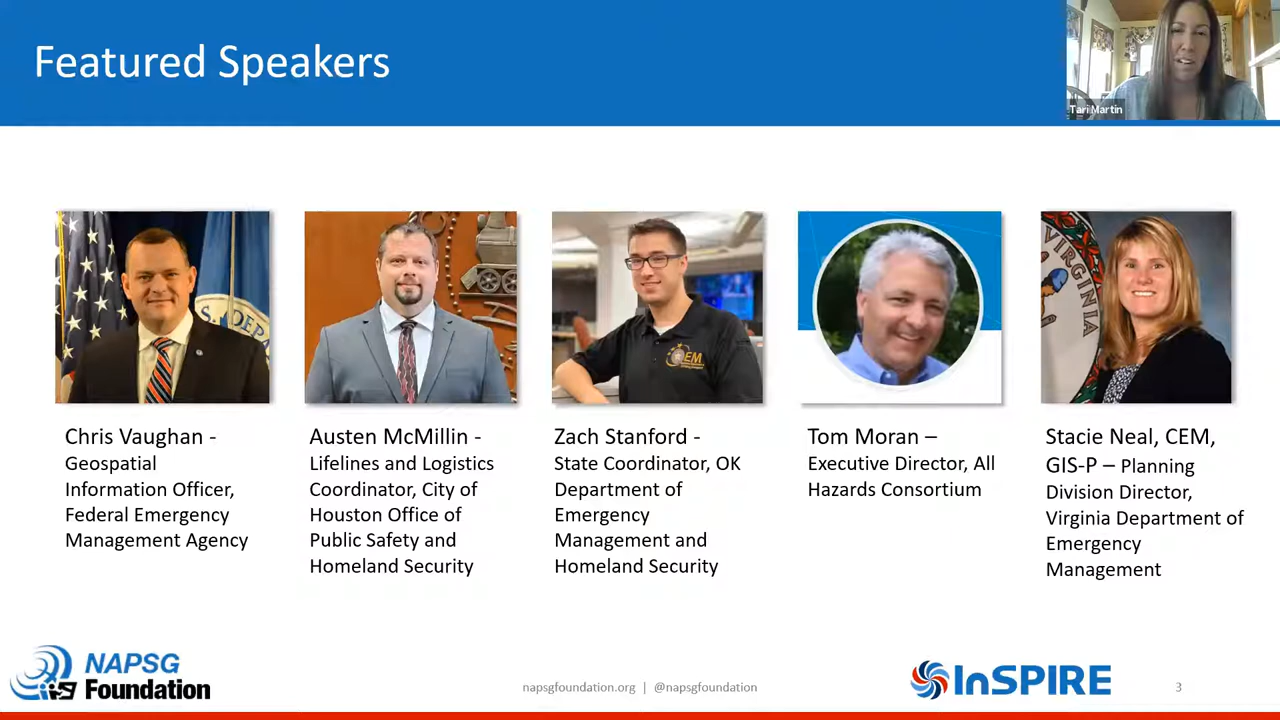 Featured Speakers
Tari Martin
VIRGINIA
EM
Chris Vaughan -
Geospatial
Information Officer,
Federal Emergency
Management Agency
Austen McMillin -
Lifelines and Logistics
Coordinator, City of
Houston Office of
Public Safety and
Homeland Security
Zach Stanford -
State Coordinator, OK
Department of
Emergency
Management and
Homeland Security
Tom Moran –
Executive Director, All
Hazards Consortium
Stacie Neal, CEM,
GIS-P – Planning
Division Director,
Virginia Department of
Emergency
Management
NAPSG
Foundation
napsgfoundation.org | @napsgfoundation
InSPIRE
3